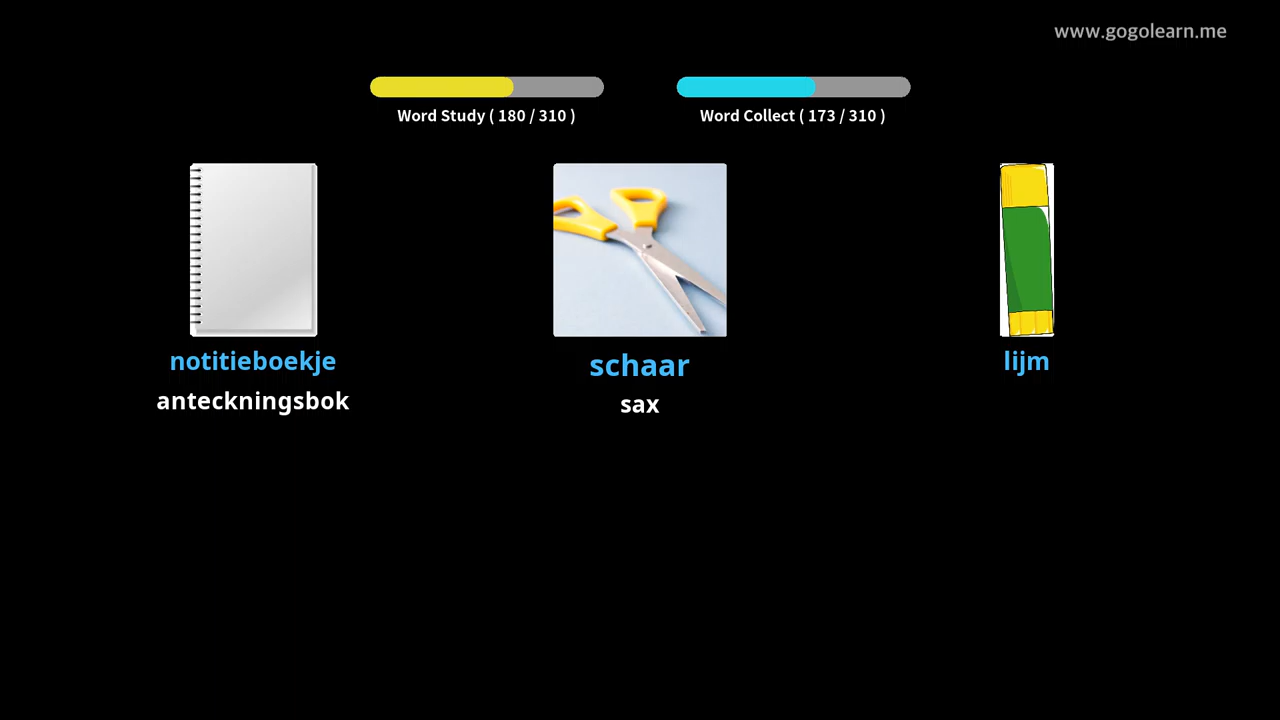 www.gogolearn.me
Word Study ( 180 / 310 )
Word Collect ( 173 / 310 )
notitieboekje
anteckningsbok
schaar
sax
lijm